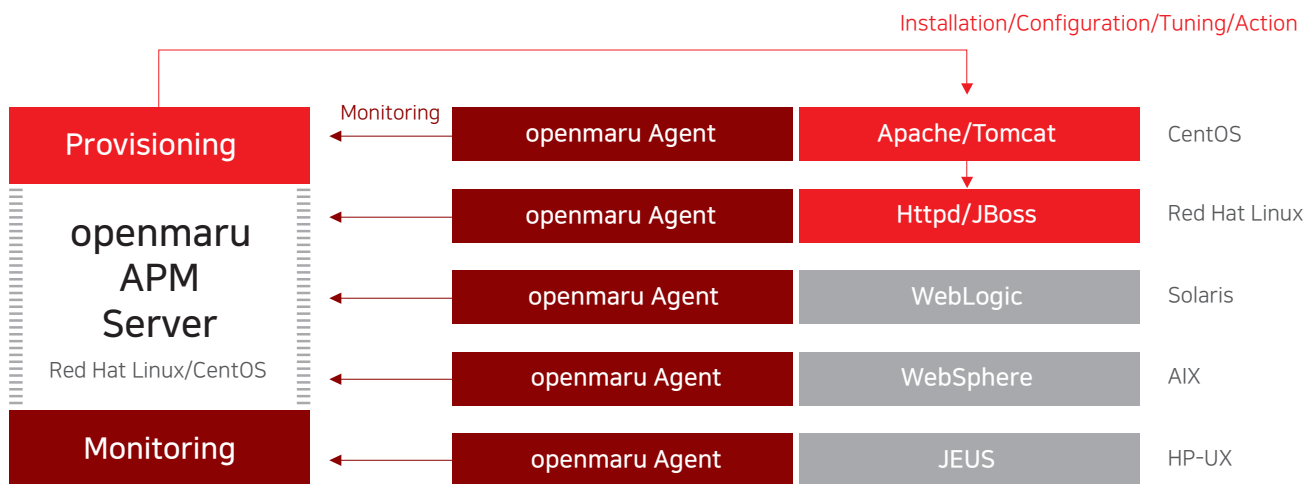 Installation/Configuration/Tuning/Action
Provisioning
openmaru
APM
Server
Red Hat Linux/CentOS
Monitoring
Monitoring
openmaru Agent
Apache/Tomcat
CentOS
openmaru Agent
Httpd/JBoss
Red Hat Linux
openmaru Agent
WebLogic
Solaris
openmaru Agent
WebSphere
AIX
openmaru Agent
JEUS
HP-UX